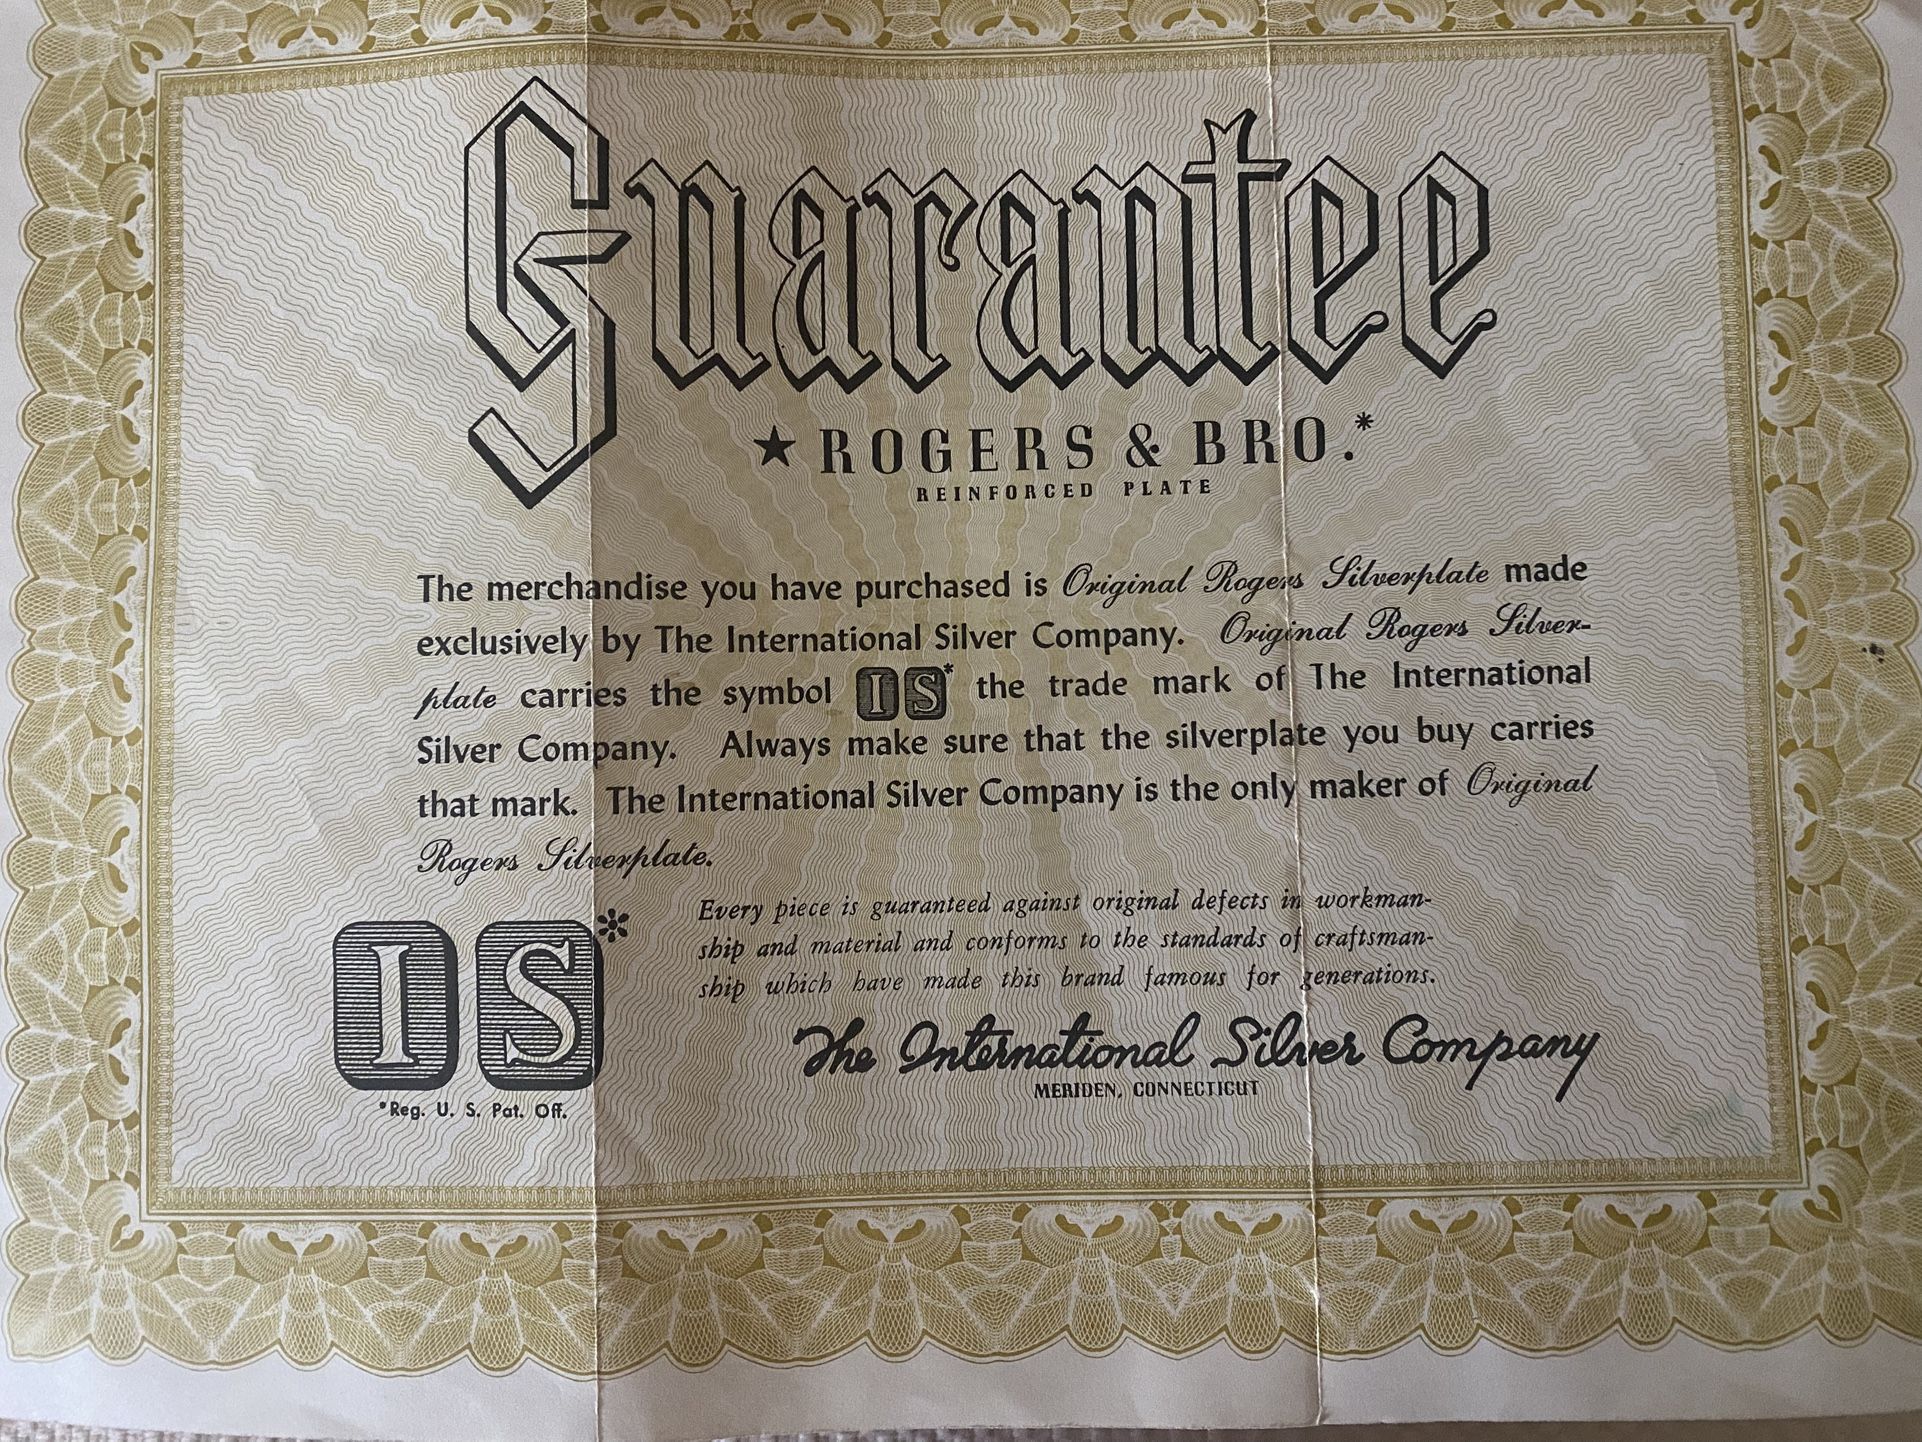 Guarantee
★ ROGERS & BRO.*
REINFORCED PLATE
The merchandise you have purchased is Original Rogers Silverplate made
exclusively by The International Silver Company. Original Rogers Silver-
plate carries the symbol IS* the trade mark of The International
Silver Company. Always make sure that the silverplate you buy carries
that mark. The International Silver Company is the only maker of Original
Rogers Silverplate.
Every piece is guaranteed against original defects in workman-
ship and material and conforms to the standards of craftsman-
ship which have made this brand famous for generations.
IS*
*Reg. U. S. Pat. Off.
The International Silver Company
MERIDEN, CONNECTICUT